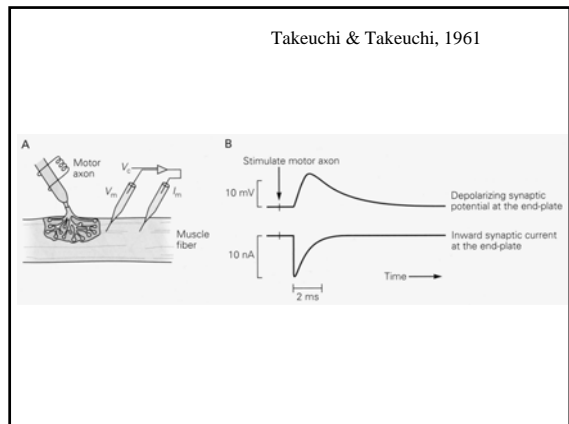 Takeuchi & Takeuchi, 1961
A
Motor
axon
Vc
Vm
Im
Muscle
fiber
B
Stimulate motor axon
10 mV
Depolarizing synaptic
potential at the end-plate
10 nA
Inward synaptic current
at the end-plate
Time
2 ms